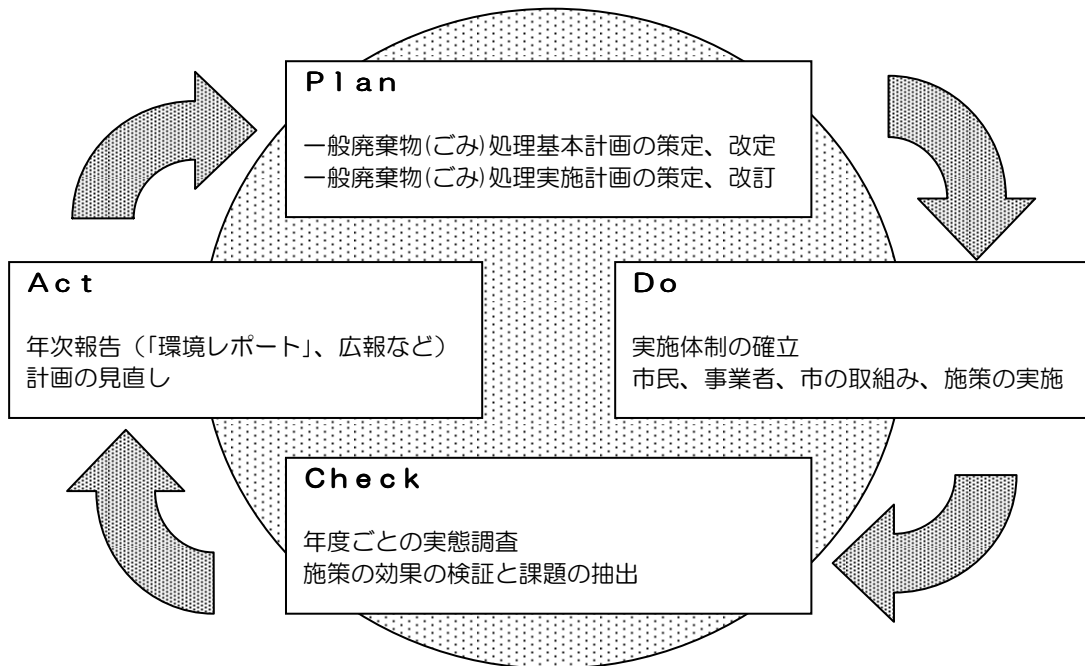 Plan
一般廃棄物(ごみ)処理基本計画の策定、改定
一般廃棄物(ごみ)処理実施計画の策定、改訂
Do
実施体制の確立
市民、事業者、市の取組み、施策の実施
Check
年度ごとの実態調査
施策の効果の検証と課題の抽出
Act
年次報告（「環境レポート」、広報など）
計画の見直し